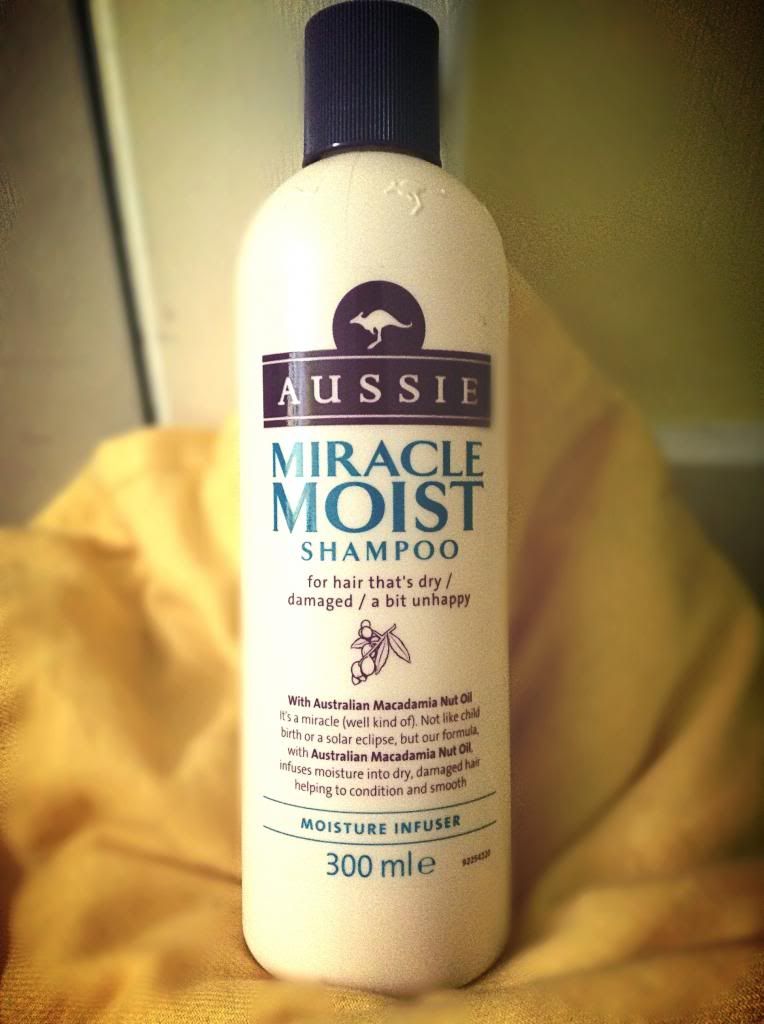 AUSSIE
MIRACLE
MOIST
SHAMPOO
for hair that's dry /
damaged / a bit unhappy
With Australian Macadamia Nut Oil
It's a miracle (well kind of). Not like child
birth or a solar eclipse, but our formula,
with Australian Macadamia Nut Oil,
infuses moisture into dry, damaged hair
helping to condition and smooth
MOISTURE INFUSER
300 ml e